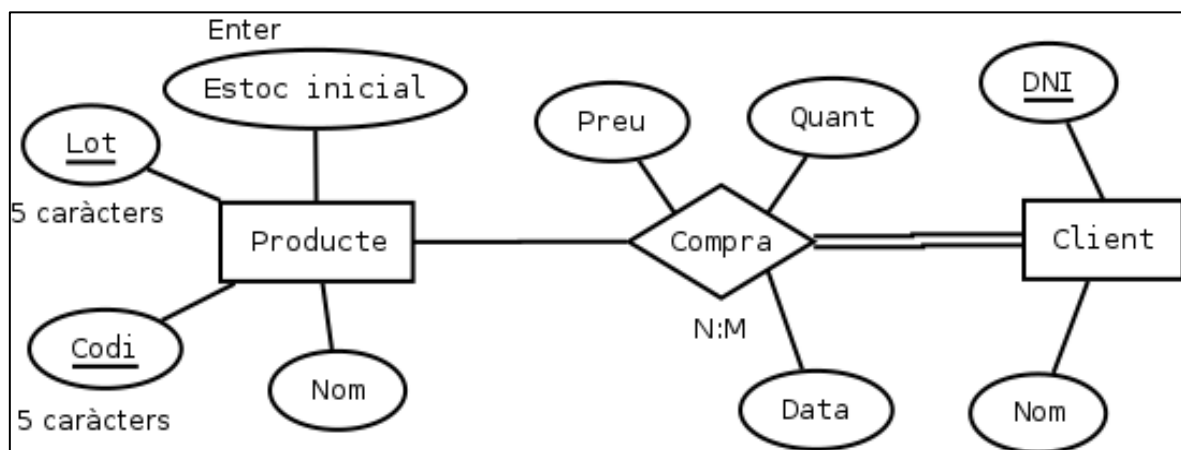 Enter
Estoc inicial
Lot
5 caràcters
Producte
Codi
5 caràcters
Nom
Preu
Quant
Compra
N:M
Data
DNI
Client
Nom